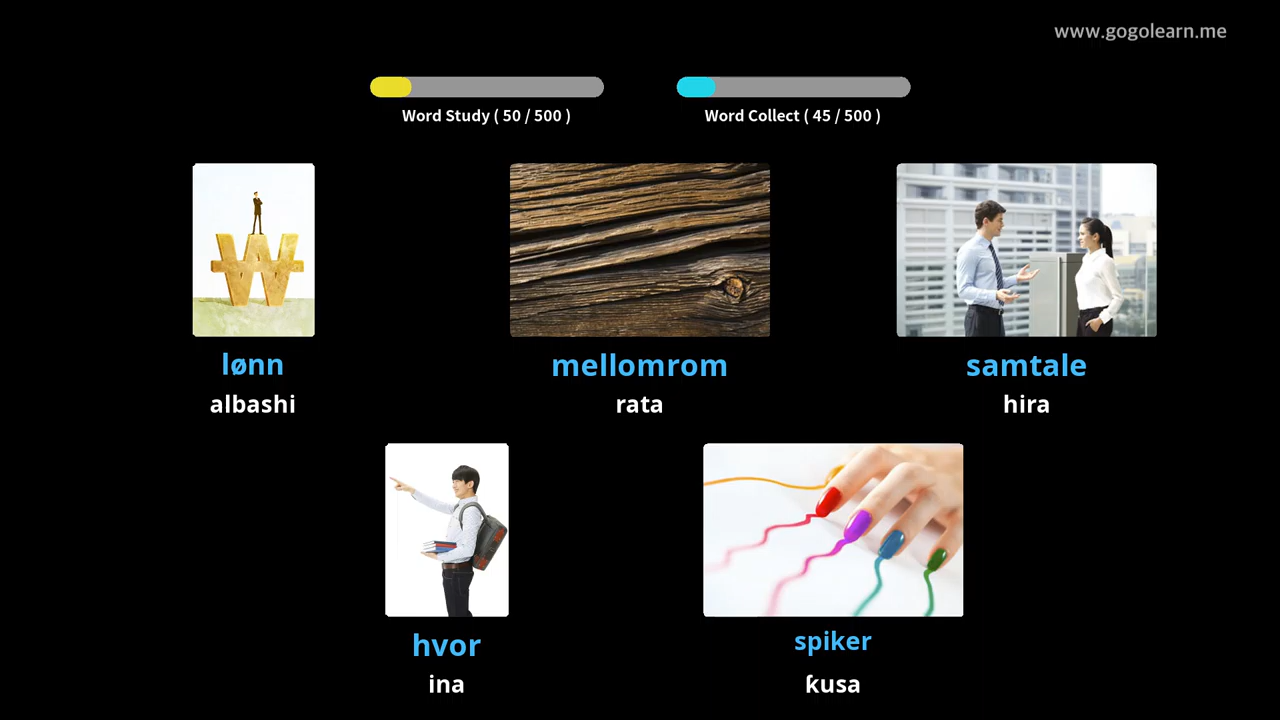 www.gogolearn.me
Word Study ( 50 / 500 )
Word Collect ( 45 / 500 )
lønn
albashi
mellomrom
rata
samtale
hira
hvor
ina
spiker
ƙusa